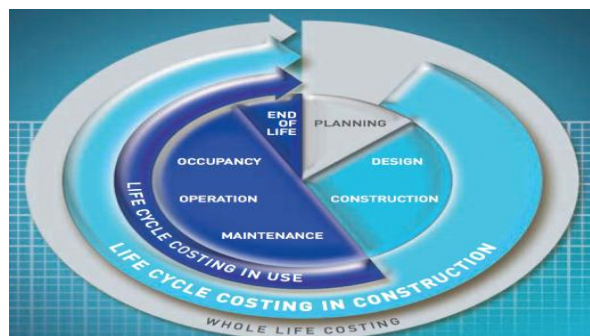 END
OF
LIFE
PLANNING
OCCUPANCY
DESIGN
OPERATION
CONSTRUCTION
MAINTENANCE
LIFE CYCLE COSTING IN USE
LIFE CYCLE COSTING IN CONSTRUCTION
WHOLE LIFE COSTING